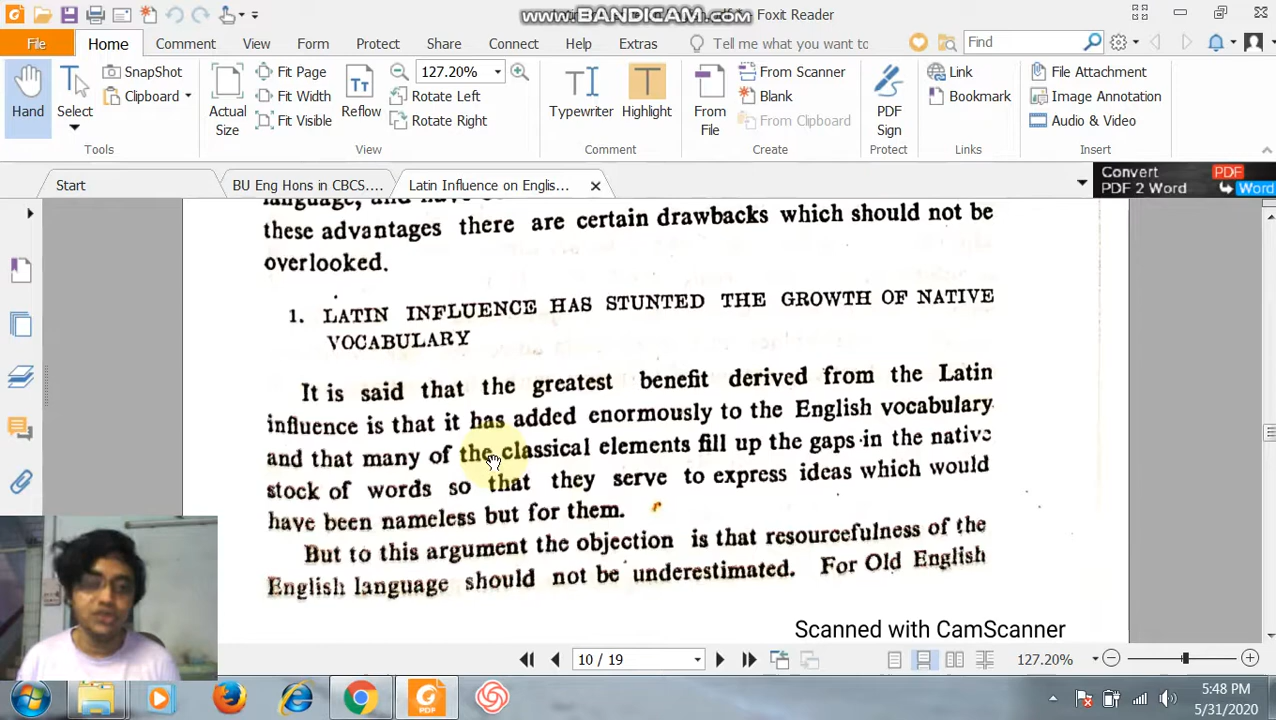 www.BANDICAM.com
Foxit Reader
File
Home
Comment
View
Form
Protect
Share
Connect
Help
Extras
Tell me what you want to
Find
Hand
Select
SnapShot
Clipboard
Actual
Size
Fit Page
Fit Width
Fit Visible
Reflow
127.20%
Rotate Left
Rotate Right
Typewriter
Highlight
From
File
From Scanner
Blank
From Clipboard
PDF
Sign
Link
Bookmark
File Attachment
Image Annotation
Audio & Video
Tools
View
Comment
Create
Protect
Links
Insert
Start
BU Eng Hons in CBCS....
Latin Influence on Englis...
Convert PDF
PDF 2 Word Word
these advantages there are certain drawbacks which should not be
overlooked.
1. LATIN INFLUENCE HAS STUNTED THE GROWTH OF NATIVE
VOCABULARY
It is said that the greatest benefit derived from the Latin
influence is that it has added enormously to the English vocabulary
and that many of the classical elements fill up the gaps in the native
stock of words so that they serve to express ideas which would
have been nameless but for them.
But to this argument the objection is that resourcefulness of the
English language should not be underestimated. For Old English
Scanned with CamScanner
10 / 19
127.20%
PDF
5:48 PM
5/31/2020